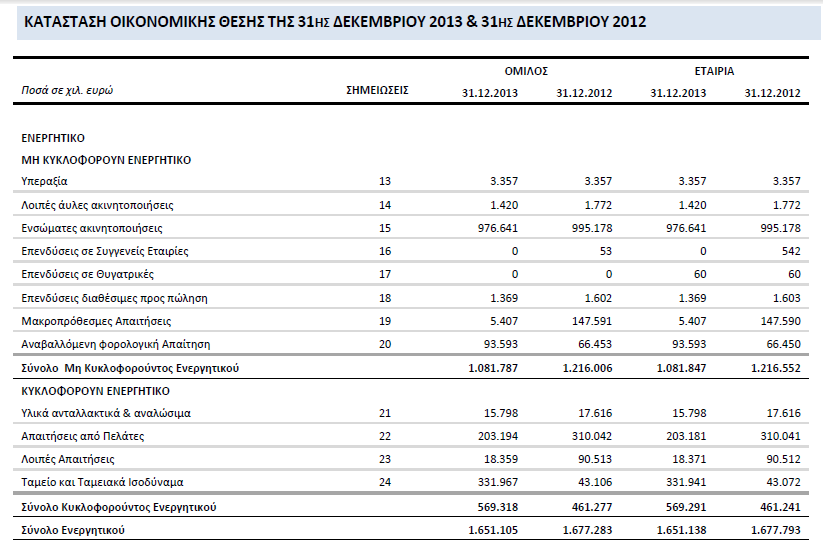 ΚΑΤΑΣΤΑΣΗ ΟΙΚΟΝΟΜΙΚΗΣ ΘΕΣΗΣ ΤΗΣ 31ΗΣ ΔΕΚΕΜΒΡΙΟΥ 2013 & 31ΗΣ ΔΕΚΕΜΒΡΙΟΥ 2012
ΟΜΙΛΟΣ ΕΤΑΙΡΙΑ
Ποσά σε χιλ. ευρώ ΣΗΜΕΙΩΣΕΙΣ 31.12.2013 31.12.2012 31.12.2013 31.12.2012
ΕΝΕΡΓΗΤΙΚΟ
ΜΗ ΚΥΚΛΟΦΟΡΟΥΝ ΕΝΕΡΓΗΤΙΚΟ
Υπεραξία 13 3.357 3.357 3.357 3.357
Λοιπές άυλες ακινητοποιήσεις 14 1.420 1.772 1.420 1.772
Ενσώματες ακινητοποιήσεις 15 976.641 995.178 976.641 995.178
Επενδύσεις σε Συγγενείς Εταιρίες 16 0 53 0 542
Επενδύσεις σε Θυγατρικές 17 0 0 60 60
Επενδύσεις διαθέσιμες προς πώληση 18 1.369 1.602 1.369 1.603
Μακροπρόθεσμες Απαιτήσεις 19 5.407 147.591 5.407 147.590
Αναβαλλόμενη φορολογική Απαίτηση 20 93.593 66.453 93.593 66.450
Σύνολο Μη Κυκλοφορούντος Ενεργητικού 1.081.787 1.216.006 1.081.847 1.216.552
ΚΥΚΛΟΦΟΡΟΥΝ ΕΝΕΡΓΗΤΙΚΟ
Υλικά ανταλλακτικά & αναλώσιμα 21 15.798 17.616 15.798 17.616
Απαιτήσεις από Πελάτες 22 203.194 310.042 203.181 310.041
Λοιπές Απαιτήσεις 23 18.359 90.513 18.371 90.512
Ταμείο και Ταμειακά Ισοδύναμα 24 331.967 43.106 331.941 43.072
Σύνολο Κυκλοφορούντος Ενεργητικού 569.318 461.277 569.291 461.241
Σύνολο Ενεργητικού 1.651.105 1.677.283 1.651.138 1.677.793